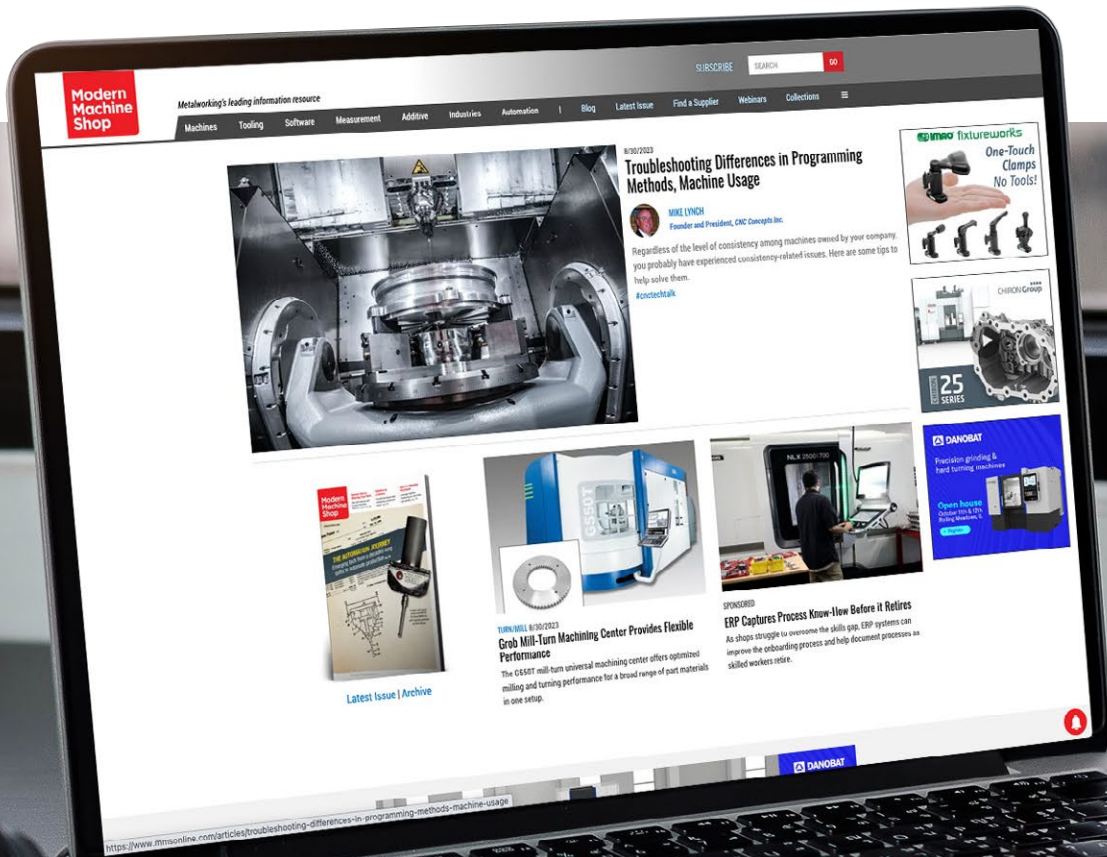 Modern
Machine
Shop
Metalworking's leading information resource
SUBSCRIBE
SEARCH
GO
Machines Tooling Software Measurement Additive Industries Automation | Blog Latest Issue Find a Supplier Webinars Collections
8/30/2023
Troubleshooting Differences in Programming
Methods, Machine Usage
MIKE LYNCH
Founder and President, CNC Concepts Inc.
Regardless of the level of consistency among machines owned by your company,
you probably have experienced consistency-related issues. Here are some tips to
help solve them.
#cnctechtalk
IMAO fixtureworks
One-Touch
Clamps
No Tools!
CHIRON Group
CHIRON
25
SERIES
DANOBAT
Precision grinding &
hard turning machines
Open house
October 11th & 12th
Rolling Meadows, IL
Modern
Machine
Shop
THE AUTOMATION JOURNEY
Latest Issue | Archive
G550T
TURN/MILL 8/30/2023
Grob Mill-Turn Machining Center Provides Flexible
Performance
The G550T mill-turn universal machining center offers optimized
milling and turning performance for a broad range of part materials
in one setup.
NLX 2500 | 700
SPONSORED
ERP Captures Process Know-How Before it Retires
As shops struggle to overcome the skills gap, ERP systems can
improve the onboarding process and help document processes as
skilled workers retire.
DANOBAT
https://www.mmsonline.com/articles/troubleshooting-differences-in-programming-methods-machine-usage